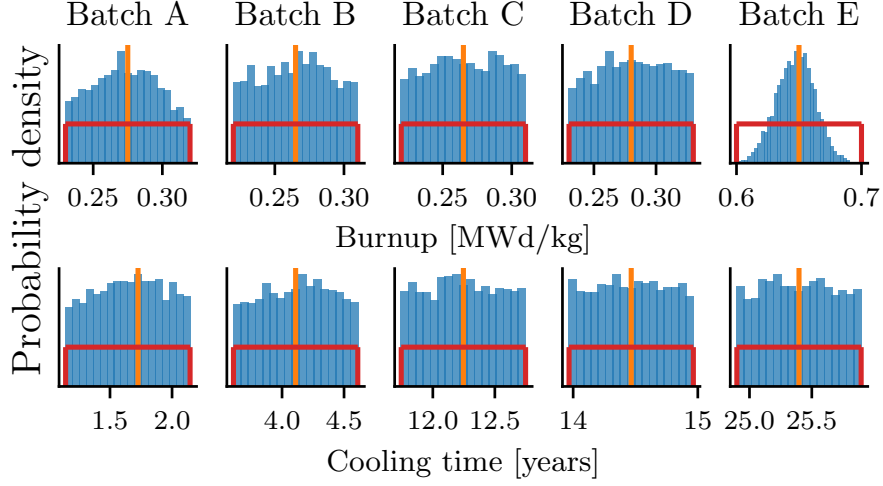 Batch A Batch B Batch C Batch D Batch E
Probability density
0.25 0.30 0.25 0.30 0.25 0.30 0.25 0.30 0.6 0.7
Burnup [MWd/kg]
1.5 2.0 4.0 4.5 12.0 12.5 14 15 25.0 25.5
Cooling time [years]